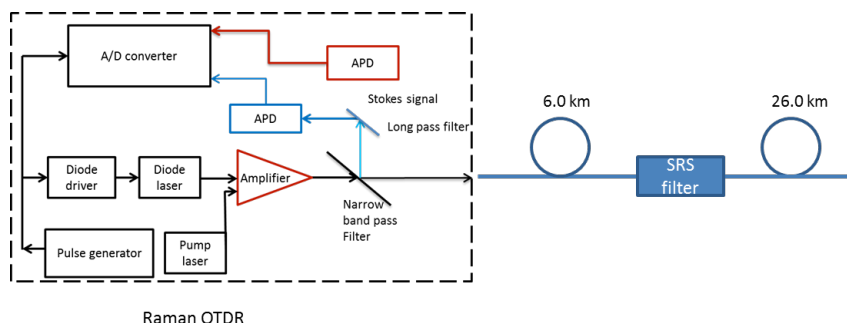 A/D converter
APD
Stokes signal
APD
Long pass filter
6.0 km
26.0 km
SRS
filter
Diode
driver
Diode
laser
Amplifier
Narrow
band pass
Filter
Pulse generator
Pump
laser
Raman OTDR